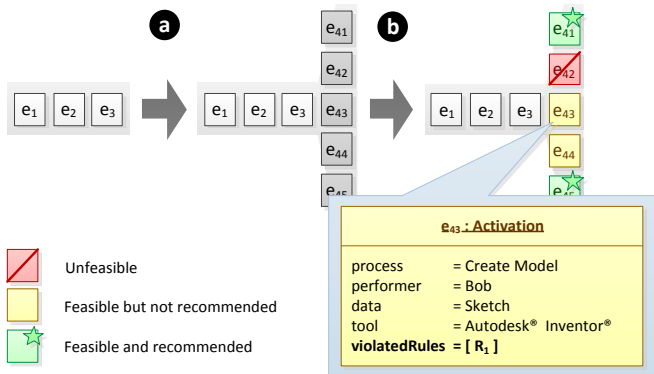 a
b
e41
e42
e1 e2 e3
e1 e2 e3 e43
e44
e45
e41
e42
e1 e2 e3 e43
e44
e45
e43 : Activation
process = Create Model
performer = Bob
data = Sketch
tool = Autodesk® Inventor®
violatedRules = [ R1 ]
Unfeasible
Feasible but not recommended
Feasible and recommended